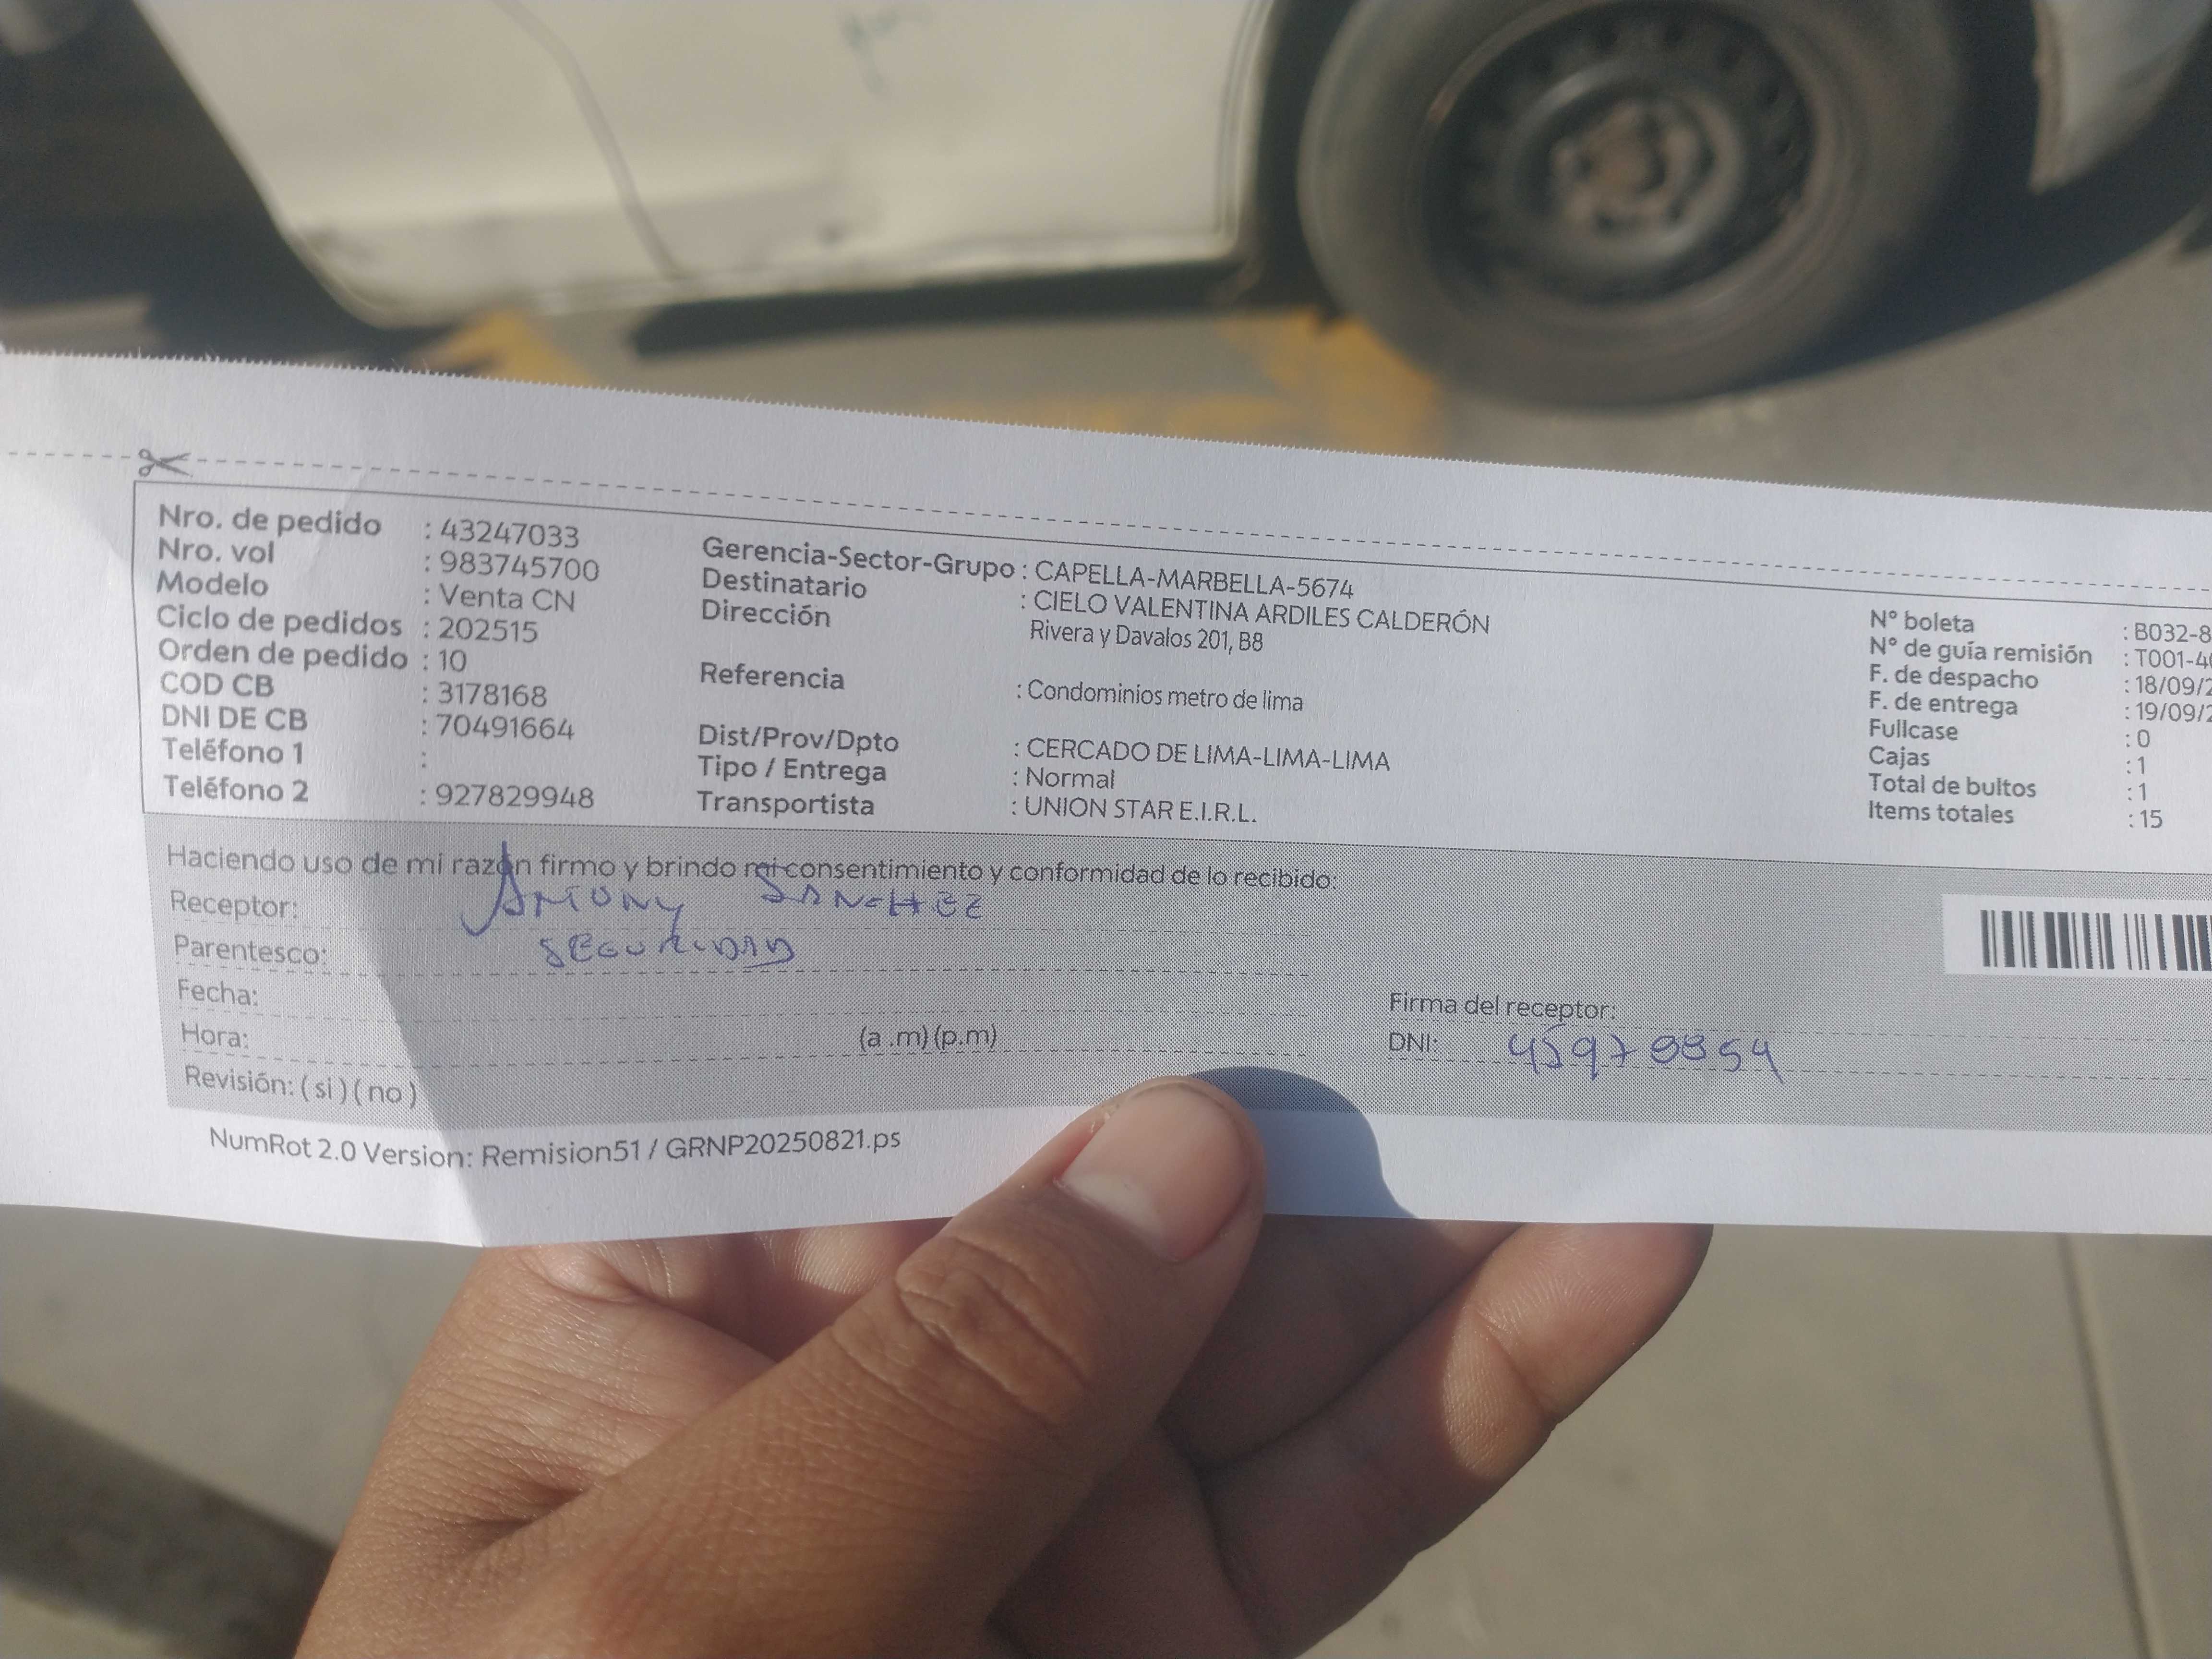 Nro. de pedido : 43247033
Nro. vol : 983745700
Modelo : Venta CN
Ciclo de pedidos : 202515
Orden de pedido : 10
COD CB : 3178168
DNI DE CB : 70491664
Teléfono 1 :
Teléfono 2 : 927829948
Gerencia-Sector-Grupo : CAPELLA-MARBELLA-5674
Destinatario : CIELO VALENTINA ARDILES CALDERÓN
Dirección Rivera y Davalos 201, B8
Referencia : Condominios metro de lima
Dist/Prov/Dpto : CERCADO DE LIMA-LIMA-LIMA
Tipo / Entrega : Normal
Transportista : UNION STAR E.I.R.L.
N° boleta : B032-8
N° de guía remisión : T001-4
F. de despacho : 18/09/2
F. de entrega : 19/09/2
Fullcase : 0
Cajas : 1
Total de bultos : 1
Items totales : 15
Haciendo uso de mi razón firmo y brindo mi consentimiento y conformidad de lo recibido:
Receptor: ANTONY SANCHEZ
Parentesco: SEGURIDAD
Fecha:
Hora: (a .m) (p.m)
Revisión: ( si ) ( no )
Firma del receptor:
DNI:
NumRot 2.0 Version: Remision51 / GRNP20250821.ps